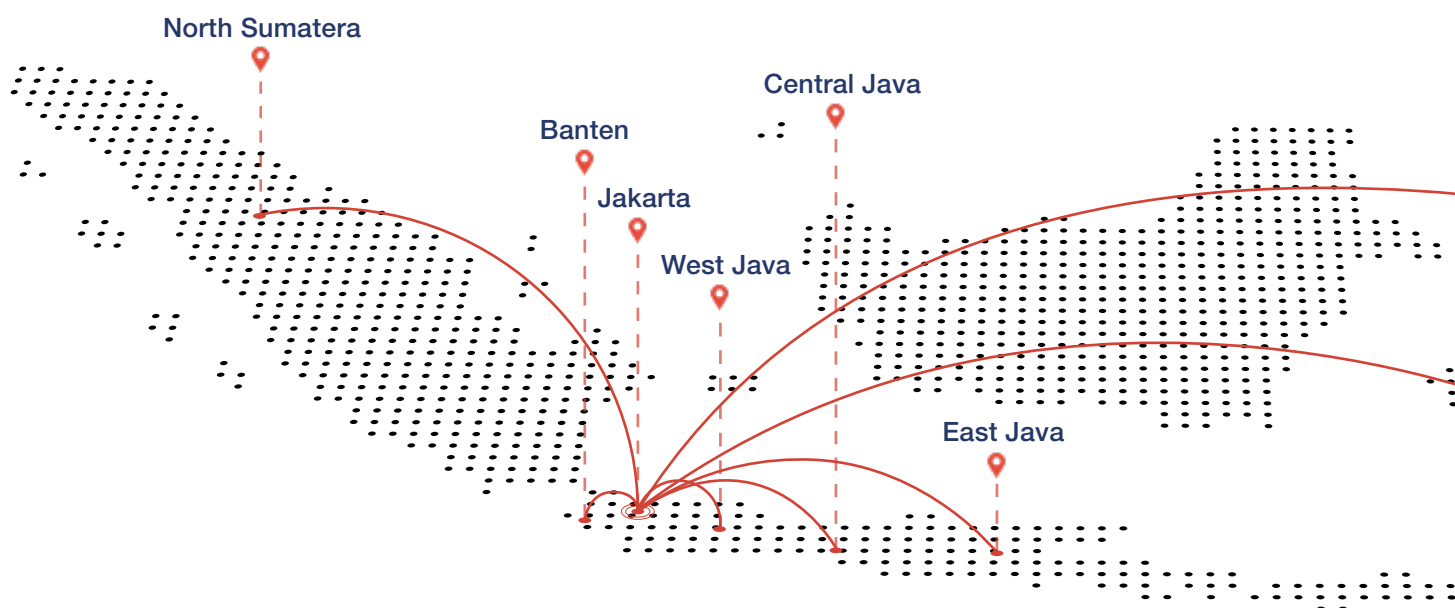 North Sumatera
Central Java
Banten
Jakarta
West Java
East Java